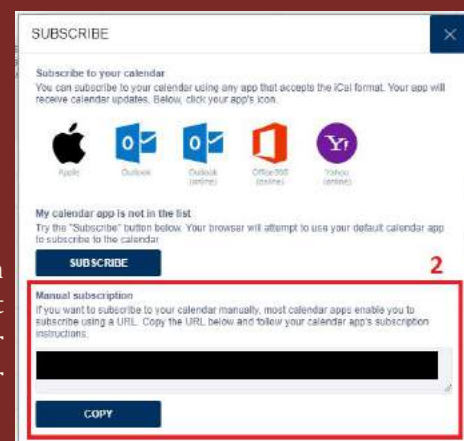 SUBSCRIBE
Subscribe to your calendar
You can subscribe to your calendar using any app that accepts the iCal format. Your app will
receive calendar updates. Below, click your app's icon.
Apple
Outlook
Outlook
(online)
Office 365
(online)
Yahoo
(online)
My calendar app is not in the list
Try the "Subscribe" button below. Your browser will attempt to use your default calendar app
to subscribe to the calendar
SUBSCRIBE
2
Manual subscription
If you want to subscribe to your calendar manually, most calendar apps enable you to
subscribe using a URL. Copy the URL below and follow your calendar app's subscription
instructions.
COPY